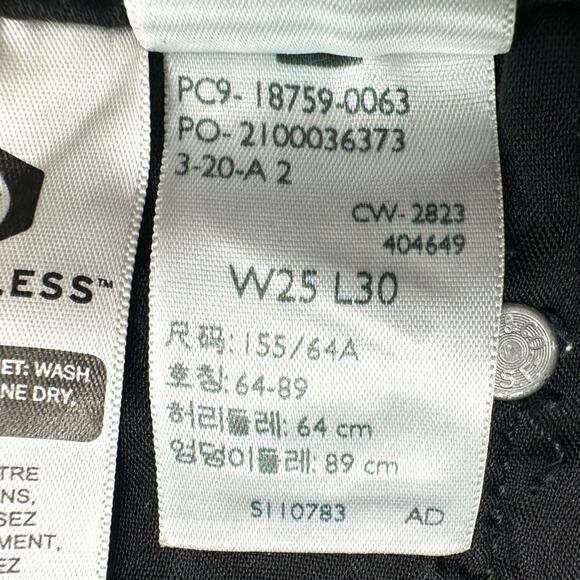 LESS™
ET: WASH
NE DRY,
TRE
NS,
SEZ
MENT,
EZ
PC9-18759-0063
PO-2100036373
3-20-A 2
CW-2823
404649
W25 L30
尺码: 155/64A
호칭: 64-89
허리둘레: 64 cm
엉덩이둘레: 89 cm
S110783 AD